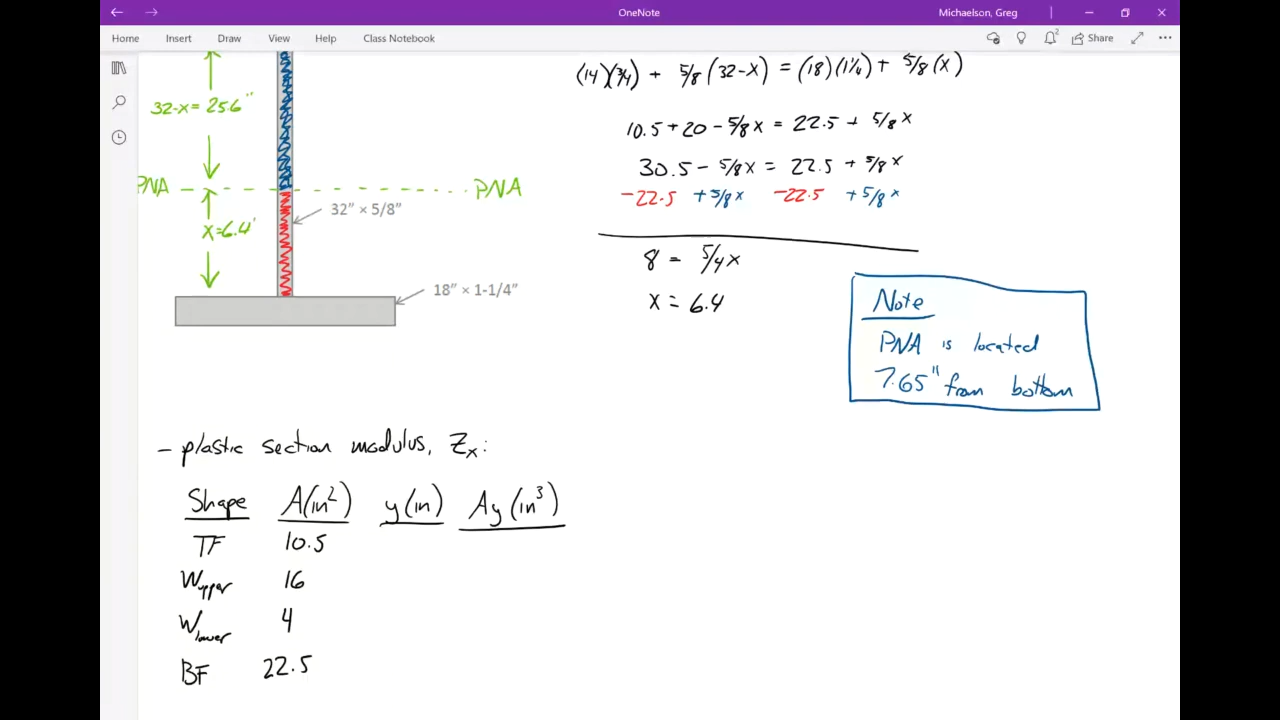 OneNote
Michaelson, Greg
Home Insert Draw View Help Class Notebook
2
Share
32-x = 25.6"
PNA
PNA
x=6.4'
32" × 5/8"
18" × 1-1/4"
(14)(3/4) + 5/8 (32-x) = (18)(1 1/4) + 5/8 (x)
10.5 + 20 - 5/8 x = 22.5 + 5/8 x
30.5 - 5/8 x = 22.5 + 5/8 x
-22.5 + 5/8 x -22.5 + 5/8 x
8 = 5/4 x
x = 6.4
Note
PNA is located
7.65" from bottom
- plastic section modulus, Zx:
Shape A(in²) y(in) Ay(in³)
TF 10.5
Wupper 16
Wlower 4
BF 22.5